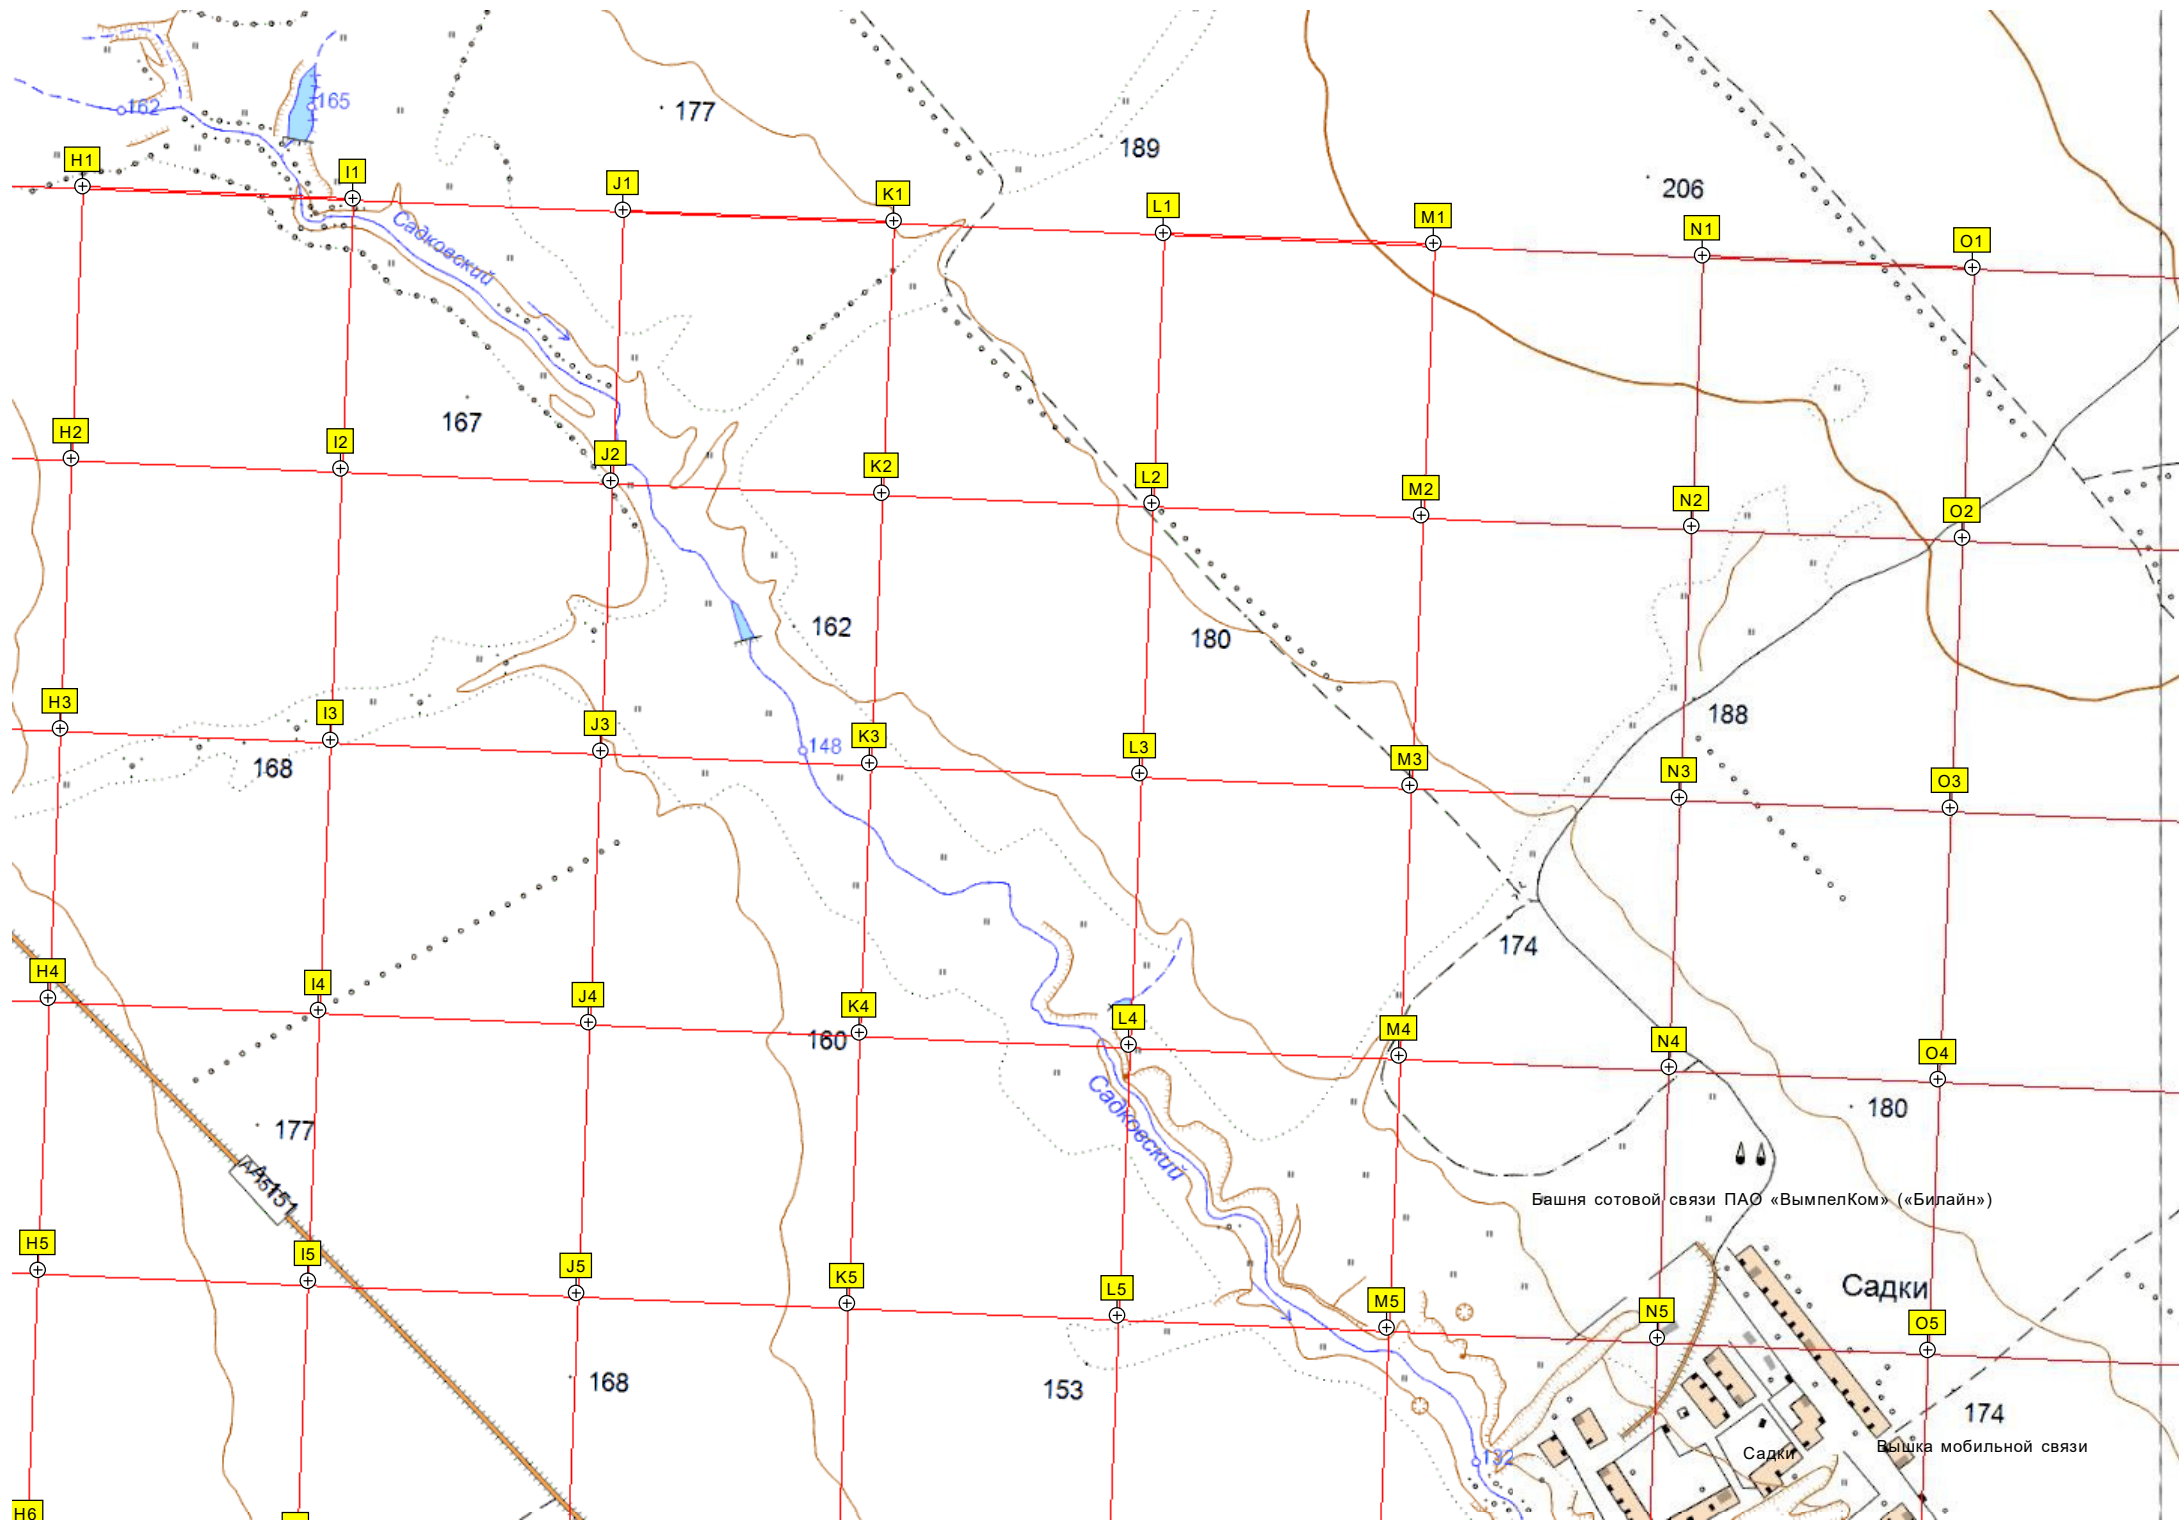 165
162
177
189
H1
I1
J1
206
K1
L1
M1
N1
O1
Садковский
167
H2
I2
J2
K2
L2
M2
N2
O2
162
180
H3
I3
188
J3
148
K3
L3
M3
168
N3
O3
174
H4
I4
J4
K4
160
L4
M4
N4
O4
180
Садковский
177
Башня сотовой связи ПАО «ВымпелКом» («Билайн»)
H5
I5
J5
K5
L5
Садки
M5
N5
O5
168
153
174
Вышка мобильной связи
Садки
132
H6